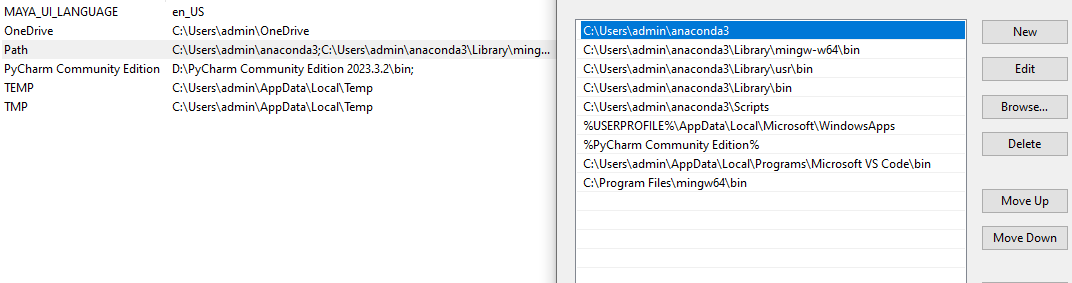 MAYA_UI_LANGUAGE en_US
OneDrive C:\Users\admin\OneDrive
Path C:\Users\admin\anaconda3;C:\Users\admin\anaconda3\Library\ming...
PyCharm Community Edition D:\PyCharm Community Edition 2023.3.2\bin;
TEMP C:\Users\admin\AppData\Local\Temp
TMP C:\Users\admin\AppData\Local\Temp
C:\Users\admin\anaconda3
C:\Users\admin\anaconda3\Library\mingw-w64\bin
C:\Users\admin\anaconda3\Library\usr\bin
C:\Users\admin\anaconda3\Library\bin
C:\Users\admin\anaconda3\Scripts
%USERPROFILE%\AppData\Local\Microsoft\WindowsApps
%PyCharm Community Edition%
C:\Users\admin\AppData\Local\Programs\Microsoft VS Code\bin
C:\Program Files\mingw64\bin
New
Edit
Browse...
Delete
Move Up
Move Down